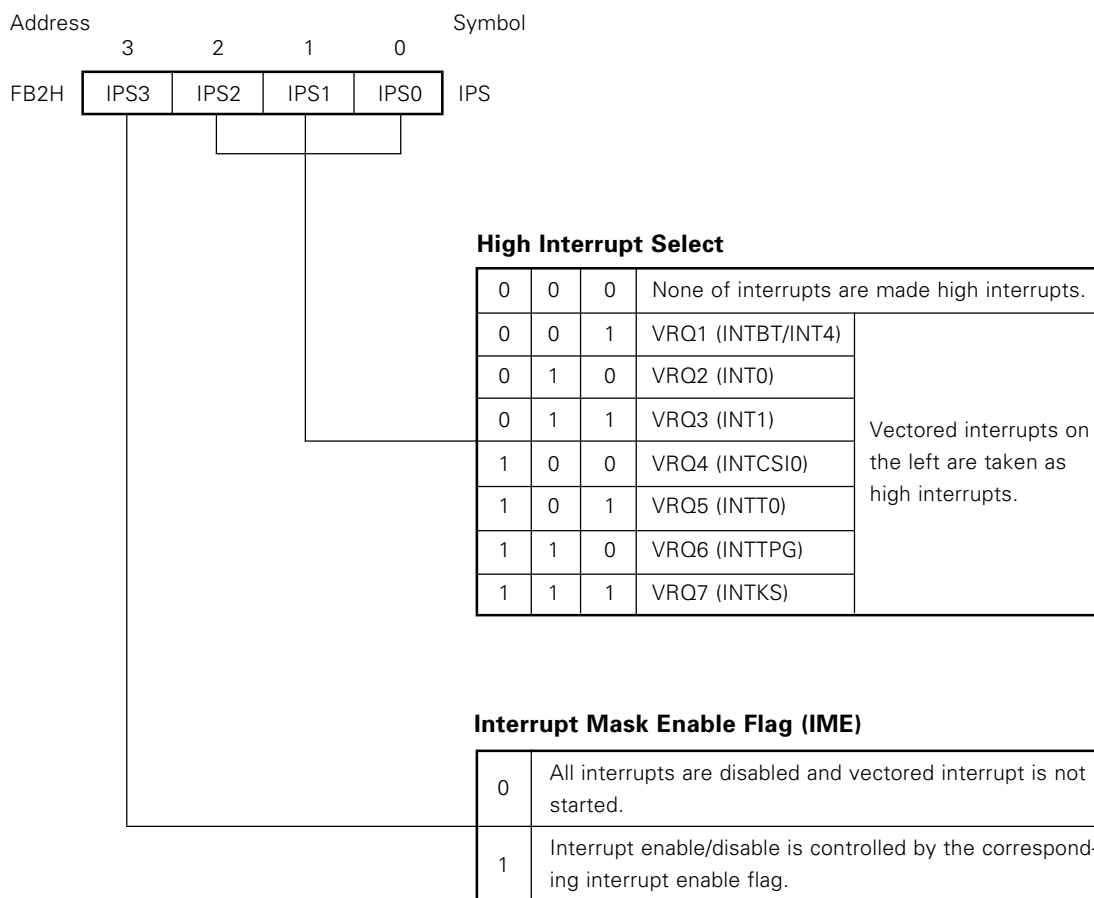 Address Symbol
3 2 1 0
FB2H IPS3 IPS2 IPS1 IPS0 IPS
High Interrupt Select
0 0 0 None of interrupts are made high interrupts.
0 0 1 VRQ1 (INTBT/INT4)
0 1 0 VRQ2 (INT0)
0 1 1 VRQ3 (INT1)
1 0 0 VRQ4 (INTCSI0)
1 0 1 VRQ5 (INTT0)
1 1 0 VRQ6 (INTTPG)
1 1 1 VRQ7 (INTKS)
Vectored interrupts on
the left are taken as
high interrupts.
Interrupt Mask Enable Flag (IME)
0 All interrupts are disabled and vectored interrupt is not
started.
1 Interrupt enable/disable is controlled by the correspond-
ing interrupt enable flag.